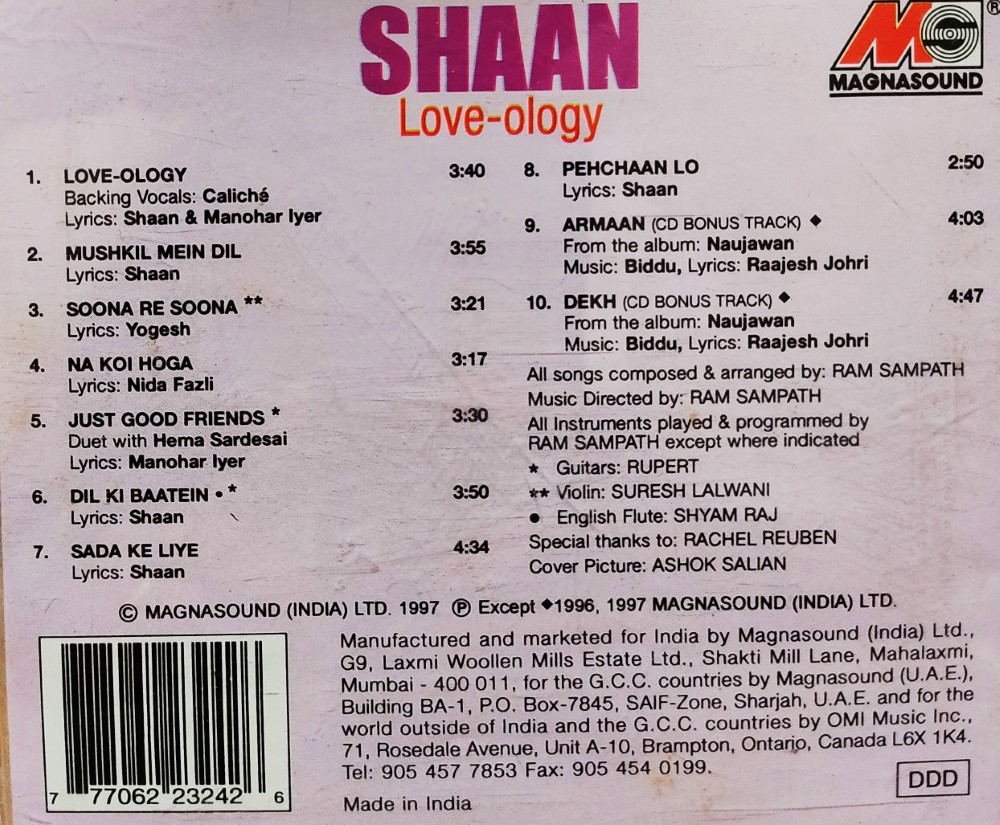 SHAAN
Love-ology
MC
®
MAGNASOUND
1. LOVE-OLOGY 3:40
Backing Vocals: Caliché
Lyrics: Shaan & Manohar Iyer
2. MUSHKIL MEIN DIL 3:55
Lyrics: Shaan
3. SOONA RE SOONA ** 3:21
Lyrics: Yogesh
4. NA KOI HOGA 3:17
Lyrics: Nida Fazli
5. JUST GOOD FRIENDS * 3:30
Duet with Hema Sardesai
Lyrics: Manohar Iyer
6. DIL KI BAATEIN • * 3:50
Lyrics: Shaan
7. SADA KE LIYE 4:34
Lyrics: Shaan
8. PEHCHAAN LO 2:50
Lyrics: Shaan
9. ARMAAN (CD BONUS TRACK) ◆ 4:03
From the album: Naujawan
Music: Biddu, Lyrics: Raajesh Johri
10. DEKH (CD BONUS TRACK) ◆ 4:47
From the album: Naujawan
Music: Biddu, Lyrics: Raajesh Johri
All songs composed & arranged by: RAM SAMPATH
Music Directed by: RAM SAMPATH
All Instruments played & programmed by
RAM SAMPATH except where indicated
* Guitars: RUPERT
** Violin: SURESH LALWANI
● English Flute: SHYAM RAJ
Special thanks to: RACHEL REUBEN
Cover Picture: ASHOK SALIAN
© MAGNASOUND (INDIA) LTD. 1997 ℗ Except ◆1996, 1997 MAGNASOUND (INDIA) LTD.
7 77062 23242 6
Manufactured and marketed for India by Magnasound (India) Ltd.,
G9, Laxmi Woollen Mills Estate Ltd., Shakti Mill Lane, Mahalaxmi,
Mumbai - 400 011, for the G.C.C. countries by Magnasound (U.A.E.),
Building BA-1, P.O. Box-7845, SAIF-Zone, Sharjah, U.A.E. and for the
world outside of India and the G.C.C. countries by OMI Music Inc.,
71, Rosedale Avenue, Unit A-10, Brampton, Ontario, Canada L6X 1K4.
Tel: 905 457 7853 Fax: 905 454 0199.
DDD
Made in India